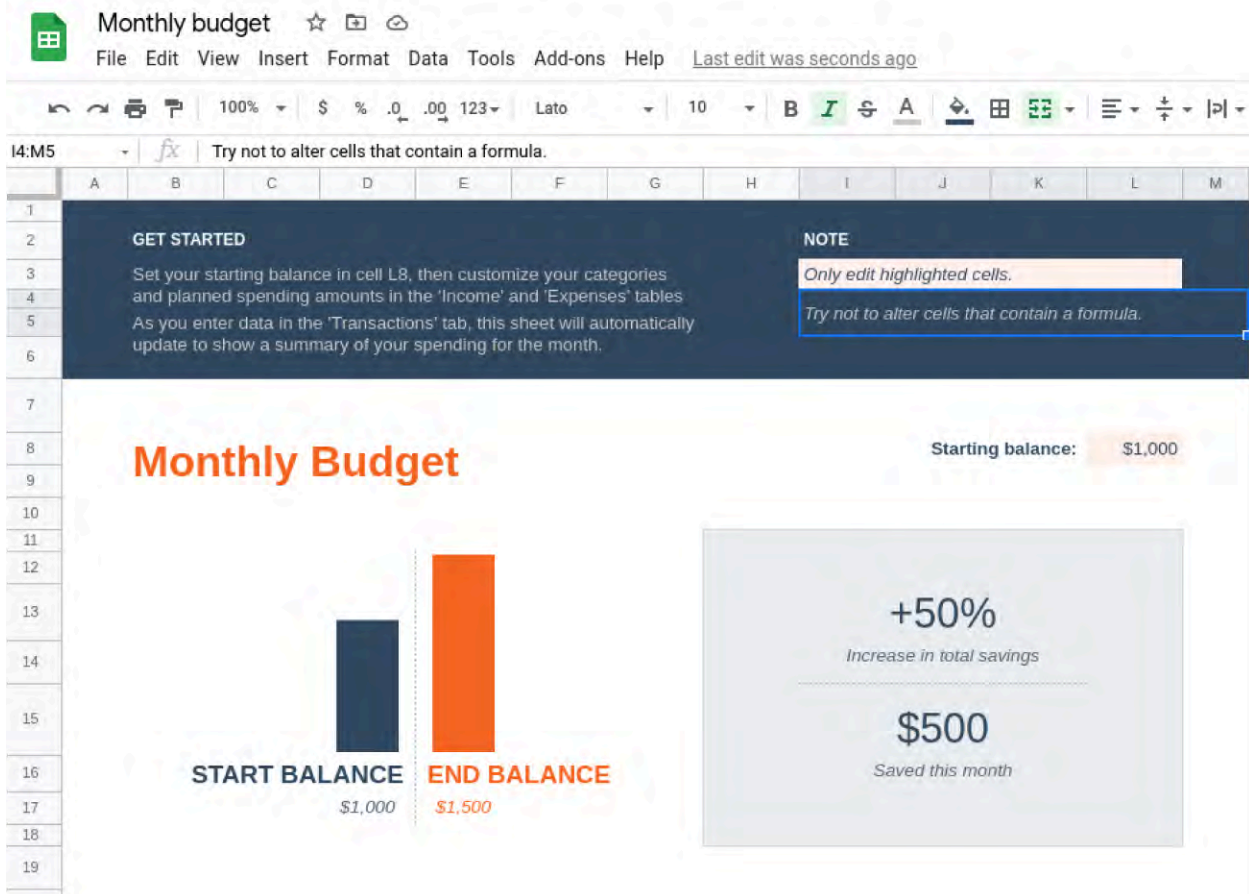 Monthly budget
File Edit View Insert Format Data Tools Add-ons Help Last edit was seconds ago
100% $ % .0 .00 123 Lato 10 B I S A
I4:M5 fx Try not to alter cells that contain a formula.
A B C D E F G H I J K L M
1
2 GET STARTED NOTE
3 Set your starting balance in cell L8, then customize your categories Only edit highlighted cells.
4 and planned spending amounts in the 'Income' and 'Expenses' tables
Try not to alter cells that contain a formula.
5 As you enter data in the 'Transactions' tab, this sheet will automatically
6 update to show a summary of your spending for the month.
7
8 Monthly Budget Starting balance: $1,000
9
10
11
12
13 +50%
14 Increase in total savings
15 $500
16 START BALANCE END BALANCE Saved this month
17 $1,000 $1,500
18
19